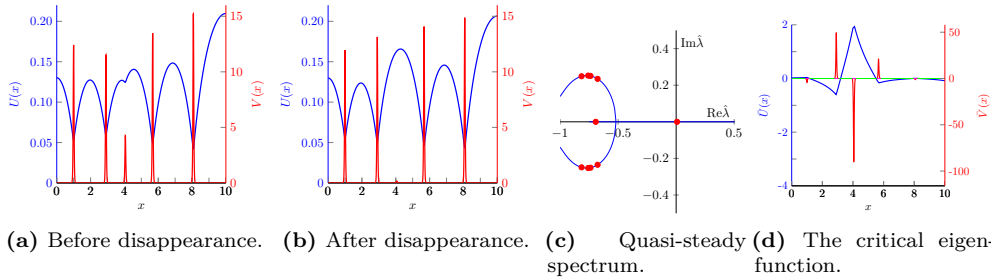 0.20
0.15
0.10
0.05
0
U(x)
0 2 4 6 8 10
x
15
10
5
0
V(x)
0.20
0.15
0.10
0.05
0
U(x)
0 2 4 6 8 10
x
15
10
5
0
V(x)
0.4
0.2
−0.2
−0.4
−1 −0.5 0.5
Imλ̂
Reλ̂
2
0
−2
−4
Ū(x)
0 2 4 6 8 10
x
50
0
−50
−100
V̄(x)
(a) Before disappearance.
(b) After disappearance.
(c) Quasi-steady
spectrum.
(d) The critical eigen-
function.